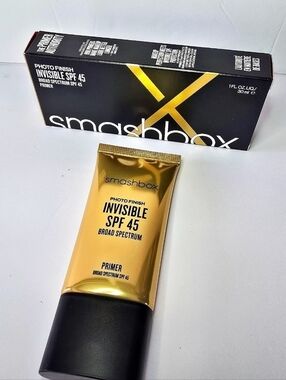 PHOTO FINISH
INVISIBLE SPF 45
BROAD SPECTRUM SPF 45
PRIMER
1 FL.OZ.LIQ./
30 ml ℮
smashbox
smashbox
PHOTO FINISH
INVISIBLE
SPF 45
BROAD SPECTRUM
PRIMER
BROAD SPECTRUM SPF 45